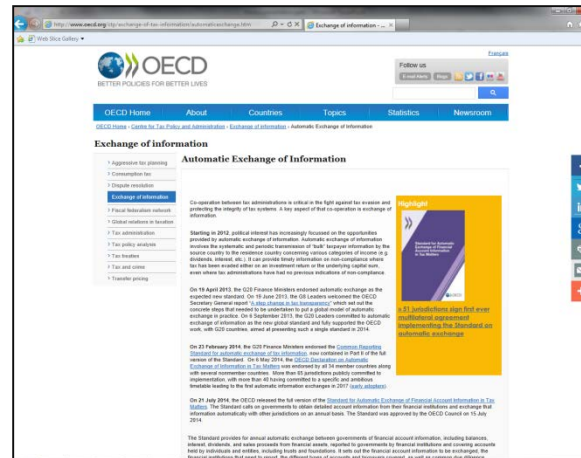 http://www.oecd.org/ctp/exchange-of-tax-information/automaticexchange.htm
Exchange of information - ...
Web Slice Gallery
Français
OECD
BETTER POLICIES FOR BETTER LIVES
Follow us
E-mail Alerts Blogs
OECD Home About Countries Topics Statistics Newsroom
OECD Home › Centre for Tax Policy and Administration › Exchange of information › Automatic Exchange of Information
Exchange of information
Aggressive tax planning
Consumption tax
Dispute resolution
Exchange of information
Fiscal federalism network
Global relations in taxation
Tax administration
Tax policy analysis
Tax treaties
Tax and crime
Transfer pricing
Automatic Exchange of Information
Co-operation between tax administrations is critical in the fight against tax evasion and
protecting the integrity of tax systems. A key aspect of that co-operation is exchange of
information.
Starting in 2012, political interest has increasingly focussed on the opportunities
provided by automatic exchange of information. Automatic exchange of information
involves the systematic and periodic transmission of "bulk" taxpayer information by the
source country to the residence country concerning various categories of income (e.g.
dividends, interest, etc.). It can provide timely information on non-compliance where
tax has been evaded either on an investment return or the underlying capital sum,
even where tax administrations have had no previous indications of non-compliance.
On 19 April 2013, the G20 Finance Ministers endorsed automatic exchange as the
expected new standard. On 18 June 2013, the G8 Leaders welcomed the OECD
Secretary General report "A step change in tax transparency" which set out the
concrete steps that needed to be undertaken to put a global model of automatic
exchange in practice. On 6 September 2013, the G20 Leaders committed to automatic
exchange of information as the new global standard and fully supported the OECD
work, with G20 countries, aimed at presenting such a single standard in 2014.
On 23 February 2014, the G20 Finance Ministers endorsed the Common Reporting
Standard for automatic exchange of tax information, now contained in Part II of the full
version of the Standard. On 6 May 2014, the OECD Declaration on Automatic
Exchange of Information in Tax Matters was endorsed by all 34 member countries along
with several nonmember countries. More than 65 jurisdictions publicly committed to
implementation, with more than 40 having committed to a specific and ambitious
timetable leading to the first automatic information exchanges in 2017 (early adopters).
On 21 July 2014, the OECD released the full version of the Standard for Automatic Exchange of Financial Account Information in Tax
Matters. The Standard calls on governments to obtain detailed account information from their financial institutions and exchange that
information automatically with other jurisdictions on an annual basis. The Standard was approved by the OECD Council on 15 July
2014.
The Standard provides for annual automatic exchange between governments of financial account information, including balances,
interest, dividends, and sales proceeds from financial assets, reported to governments by financial institutions and covering accounts
held by individuals and entities, including trusts and foundations. It sets out the financial account information to be exchanged, the
financial institutions that need to report, the different types of accounts and taxpayers covered, as well as common due diligence
Highlight
Standard for Automatic
Exchange of Financial
Account Information
in Tax Matters
» 51 jurisdictions sign first ever
multilateral agreement
implementing the Standard on
automatic exchange